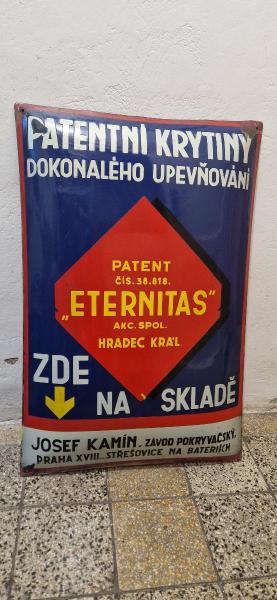 PATENTNÍ KRYTINY
DOKONALÉHO UPEVŇOVÁNÍ
PATENT
ČÍS. 38.818.
„ETERNITAS"
AKC. SPOL.
HRADEC KRÁL.
ZDE
NA SKLADĚ
JOSEF KAMÍN. ZÁVOD POKRYVAČSKÝ.
PRAHA XVIII.. STŘEŠOVICE NA BATERIÍCH